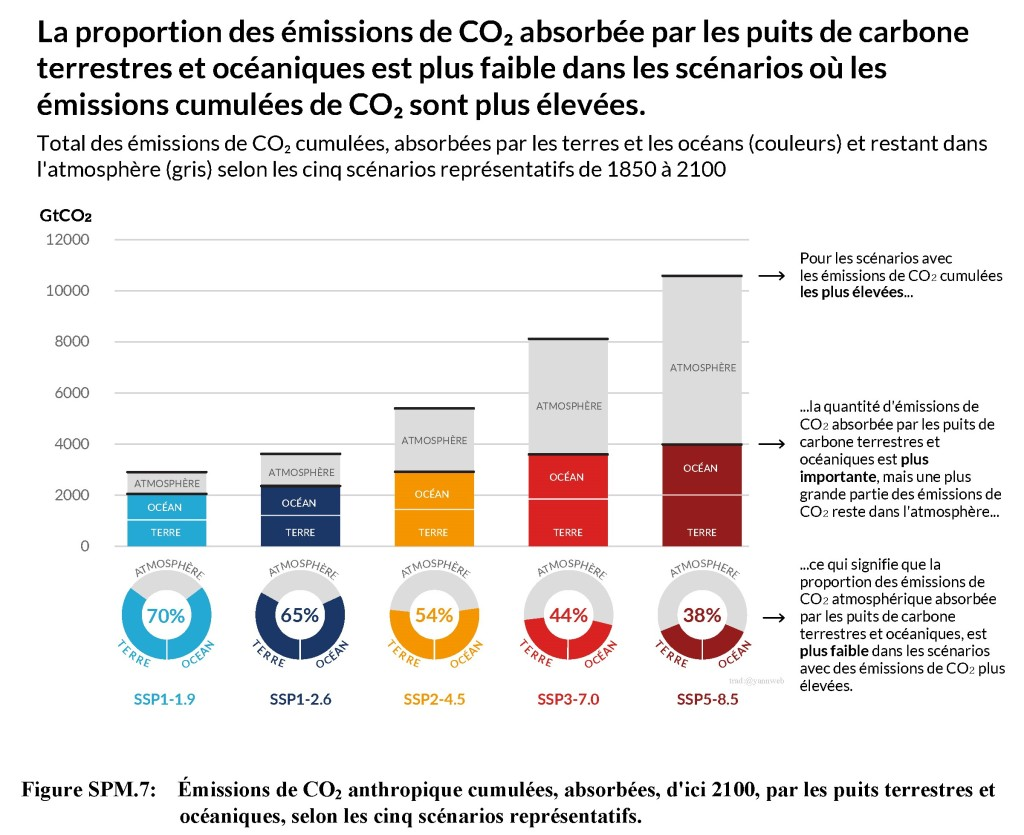 La proportion des émissions de CO₂ absorbée par les puits de carbone
terrestres et océaniques est plus faible dans les scénarios où les
émissions cumulées de CO₂ sont plus élevées.
Total des émissions de CO₂ cumulées, absorbées par les terres et les océans (couleurs) et restant dans
l'atmosphère (gris) selon les cinq scénarios représentatifs de 1850 à 2100
GtCO₂
12000
10000
8000
6000
4000
2000
0
ATMOSPHÈRE
OCÉAN
TERRE
ATMOSPHÈRE
OCÉAN
TERRE
ATMOSPHÈRE
OCÉAN
TERRE
ATMOSPHÈRE
OCÉAN
TERRE
ATMOSPHÈRE
OCÉAN
TERRE
Pour les scénarios avec
les émissions de CO₂ cumulées
les plus élevées...
...la quantité d'émissions de
CO₂ absorbée par les puits de
carbone terrestres et
océaniques est plus
importante, mais une plus
grande partie des émissions de
CO₂ reste dans l'atmosphère...
ATMOSPHÈRE
70%
TERRE
OCÉAN
SSP1-1.9
ATMOSPHÈRE
65%
TERRE
OCÉAN
SSP1-2.6
ATMOSPHÈRE
54%
TERRE
OCÉAN
SSP2-4.5
ATMOSPHÈRE
44%
TERRE
OCÉAN
SSP3-7.0
ATMOSPHÈRE
38%
TERRE
OCÉAN
SSP5-8.5
...ce qui signifie que la
proportion des émissions de
CO₂ atmosphérique absorbée
par les puits de carbone
terrestres et océaniques, est
plus faible dans les scénarios
avec des émissions de CO₂ plus
élevées.
trad @yannweb
Figure SPM.7: Émissions de CO₂ anthropique cumulées, absorbées, d'ici 2100, par les puits terrestres et
océaniques, selon les cinq scénarios représentatifs.